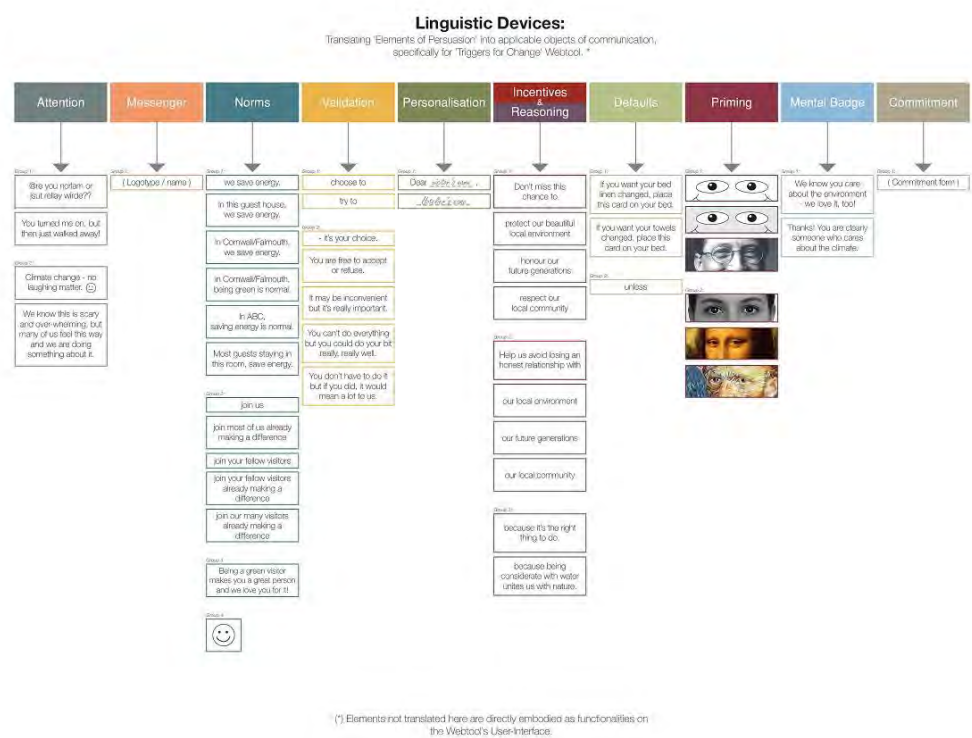 Linguistic Devices:
Translating 'Elements of Persuasion' into applicable objects of communication,
specifically for 'Triggers for Change' Webtool. *
Attention
Messenger
Norms
Validation
Personalisation
Incentives
&
Reasoning
Defaults
Priming
Mental Badge
Commitment
Group 1:
you nortam or
You turned me on, but
then just walked away!
Group 2:
Climate change - no
laughing matter.
We know this is scary
and over-wheiming, but
many of us feel this way
and we are doing
something about it.
( Logotype / name )
we save energy.
In this guest house,
we save energy.
In Cornwall/Falmouth,
we save energy.
in Cornwall/Falmouth,
being green is normal.
In ABC,
saving energy is normal
Most guests staying in
this room, save energy.
join us
join most of us already
making a difference
join your fellow visitors
join your fellow visitors
already making a
difference
join our many visitors
already making a
difference
Being a green visitor
makes you a great person
and we love you for it!
choose to
try to
- it's your choice.
You are free to accept
or refuse.
It may be inconvenient
but it's really important.
You can't do everything
but you could do your bit
really, really well.
You don't have to do it
but if you did, it would
mean a lot to us.
Dear
Don't miss this
chance to
protect our beautiful
local environment
honour our
future generations
respect our
local community
Help us avoid losing an
honest relationship with
our local environment
our future generations
our local community.
because it's the right
thing to do.
because being
considerate with water
unites us with nature.
If you want your bed
linen changed, place
this card on your bed.
If you want your towels
changed, place this
card on your bed.
unless
We know you care
about the environment
- we love it, too!
Thanks! You are clearly
someone who cares
about the climate.
( Commitment form )
(*) Elements not translated here are directly embodied as functionalities on
the Webtool's User-Interface.